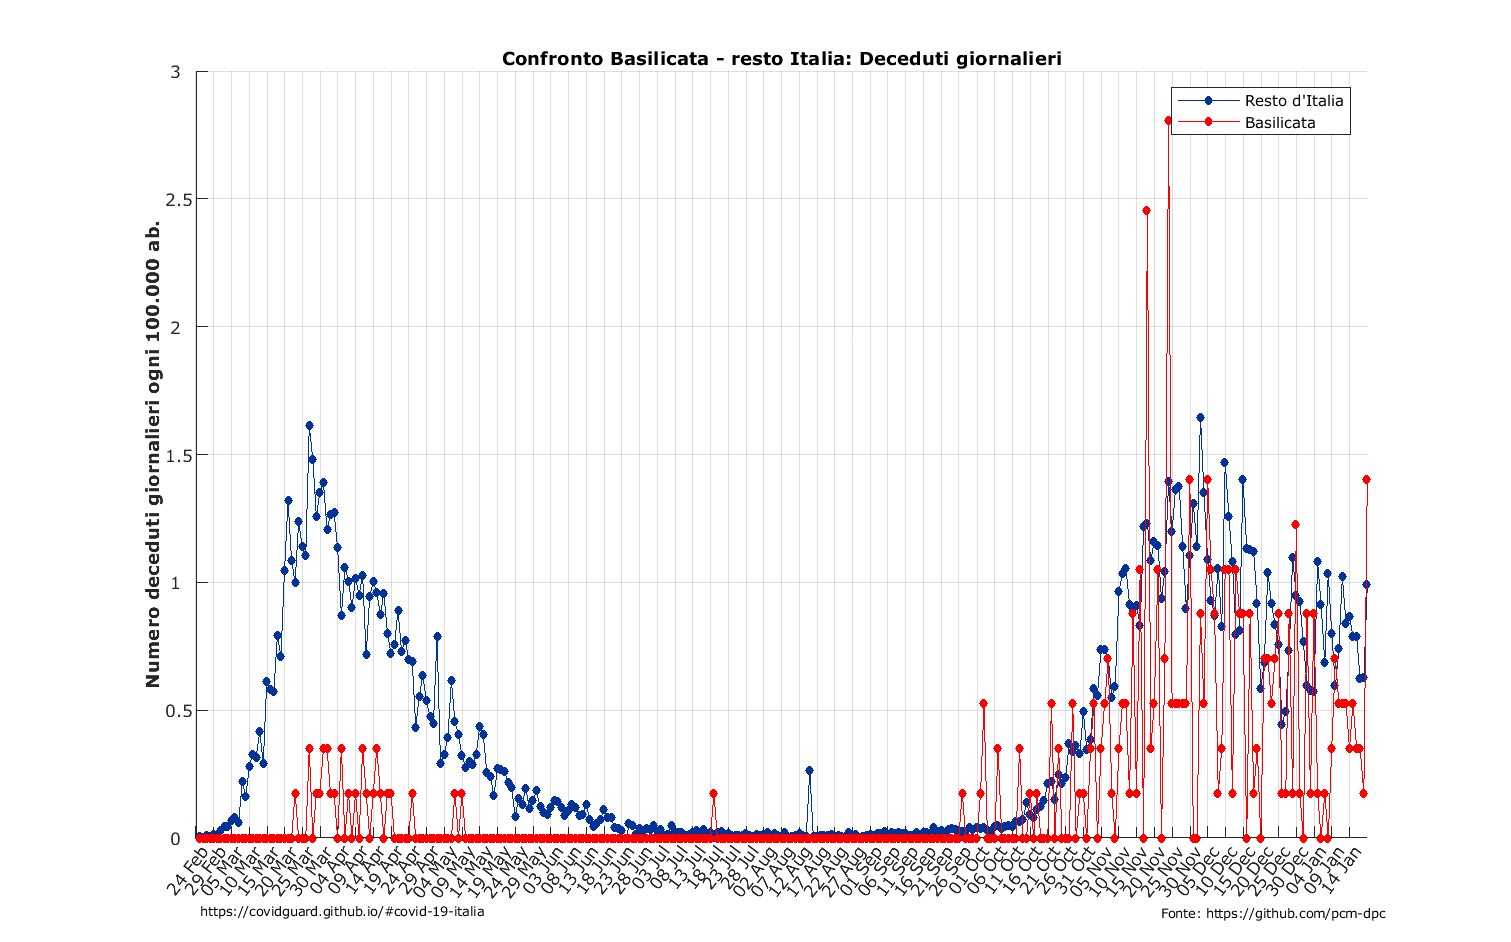 Confronto Basilicata - resto Italia: Deceduti giornalieri
Resto d'Italia
Basilicata
Numero deceduti giornalieri ogni 100.000 ab.
3
2.5
2
1.5
1
0.5
0
24 Feb
29 Feb
05 Mar
10 Mar
15 Mar
20 Mar
25 Mar
30 Mar
04 Apr
09 Apr
14 Apr
19 Apr
24 Apr
29 Apr
04 May
09 May
14 May
19 May
24 May
29 May
03 Jun
08 Jun
13 Jun
18 Jun
23 Jun
28 Jun
03 Jul
08 Jul
13 Jul
18 Jul
23 Jul
28 Jul
02 Aug
07 Aug
12 Aug
17 Aug
22 Aug
27 Aug
01 Sep
06 Sep
11 Sep
16 Sep
21 Sep
26 Sep
01 Oct
06 Oct
11 Oct
16 Oct
21 Oct
26 Oct
31 Oct
05 Nov
10 Nov
15 Nov
20 Nov
25 Nov
30 Nov
05 Dec
10 Dec
15 Dec
20 Dec
25 Dec
30 Dec
04 Jan
09 Jan
14 Jan
https://covidguard.github.io/#covid-19-italia
Fonte: https://github.com/pcm-dpc